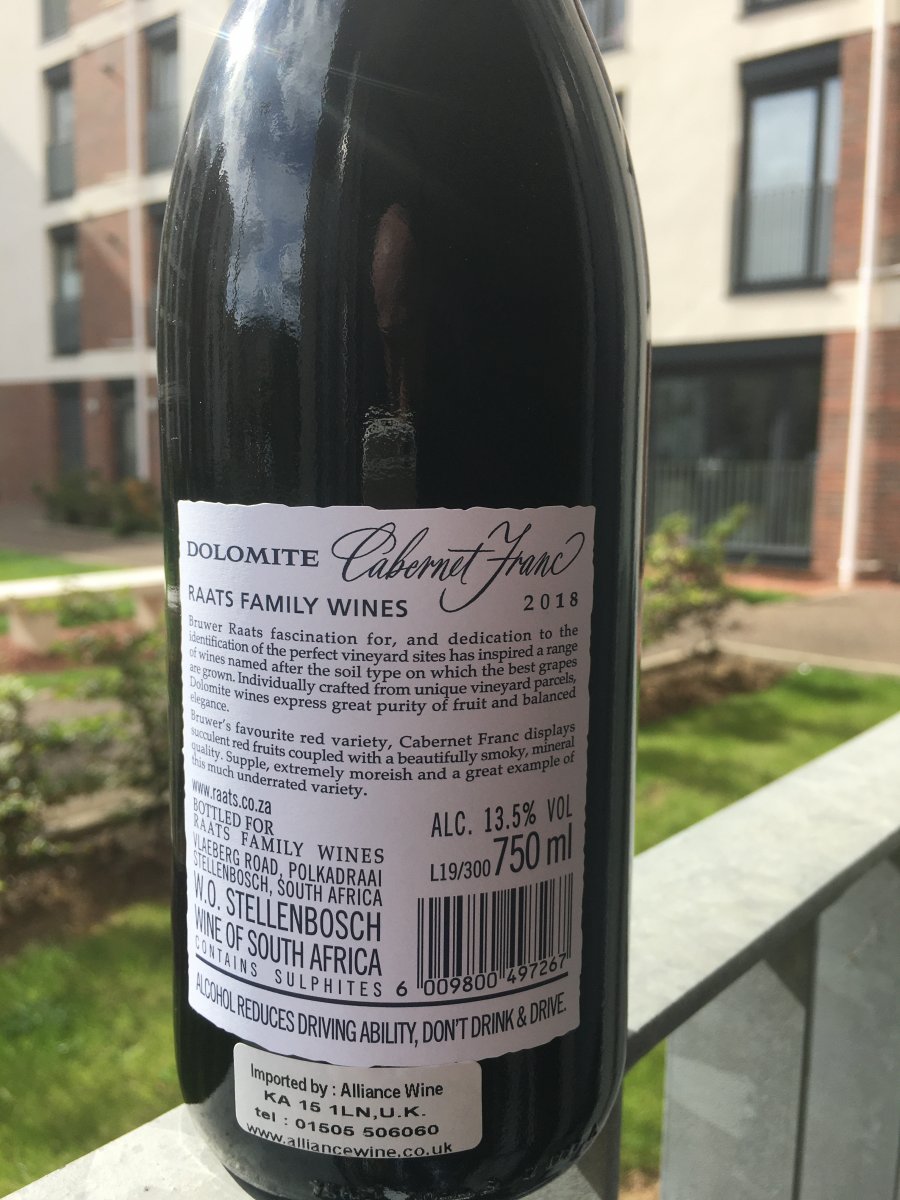 DOLOMITE Cabernet Franc
RAATS FAMILY WINES 2018
Bruwer Raats fascination for, and dedication to the
identification of the perfect vineyard sites has inspired a range
of wines named after the soil type on which the best grapes
are grown. Individually crafted from unique vineyard parcels,
Dolomite wines express great purity of fruit and balanced
elegance.
Bruwer's favourite red variety, Cabernet Franc displays
succulent red fruits coupled with a beautifully smoky, mineral
quality. Supple, extremely moreish and a great example of
this much underrated variety.
www.raats.co.za
BOTTLED FOR
RAATS FAMILY WINES
VLAEBERG ROAD, POLKADRAAI
STELLENBOSCH, SOUTH AFRICA
W.O. STELLENBOSCH
WINE OF SOUTH AFRICA
CONTAINS SULPHITES
ALC. 13.5% VOL
L19/300 750 ml
6 009800 497267
ALCOHOL REDUCES DRIVING ABILITY, DON'T DRINK & DRIVE.
Imported by : Alliance Wine
KA 15 1LN,U.K.
tel : 01505 506060
www.alliancewine.co.uk